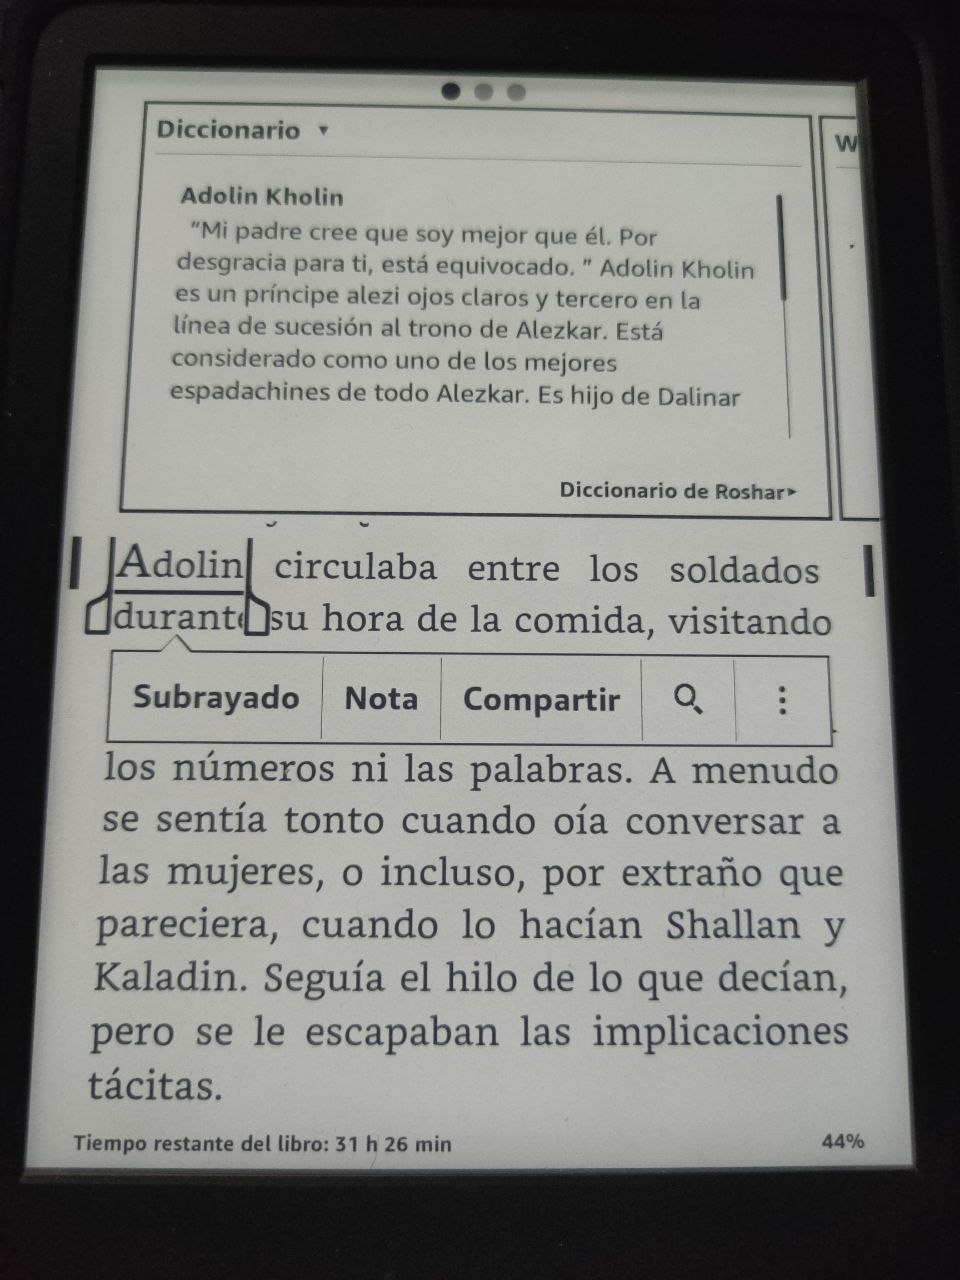 Diccionario ▼
W
Adolin Kholin
"Mi padre cree que soy mejor que él. Por
desgracia para ti, está equivocado. " Adolin Kholin
es un príncipe alezi ojos claros y tercero en la
línea de sucesión al trono de Alezkar. Está
considerado como uno de los mejores
espadachines de todo Alezkar. Es hijo de Dalinar
Diccionario de Roshar▸
Adolin circulaba entre los soldados
durante su hora de la comida, visitando
Subrayado Nota Compartir
los números ni las palabras. A menudo
se sentía tonto cuando oía conversar a
las mujeres, o incluso, por extraño que
pareciera, cuando lo hacían Shallan y
Kaladin. Seguía el hilo de lo que decían,
pero se le escapaban las implicaciones
tácitas.
Tiempo restante del libro: 31 h 26 min 44%